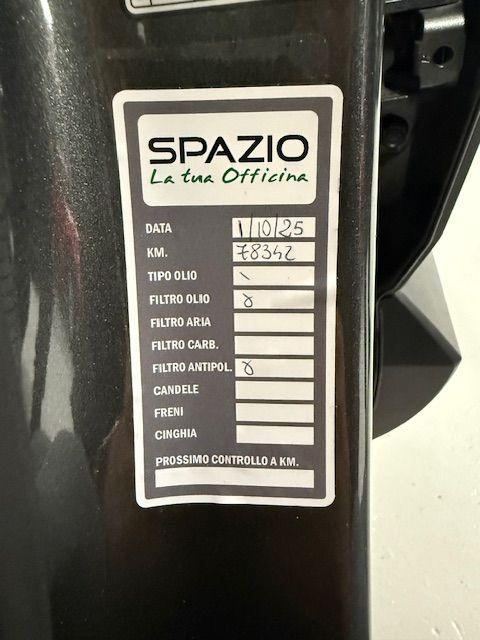 SPAZIO
La tua Officina
DATA 1/10/25
KM. 78342
TIPO OLIO
FILTRO OLIO
FILTRO ARIA
FILTRO CARB.
FILTRO ANTIPOL.
CANDELE
FRENI
CINGHIA
PROSSIMO CONTROLLO A KM.